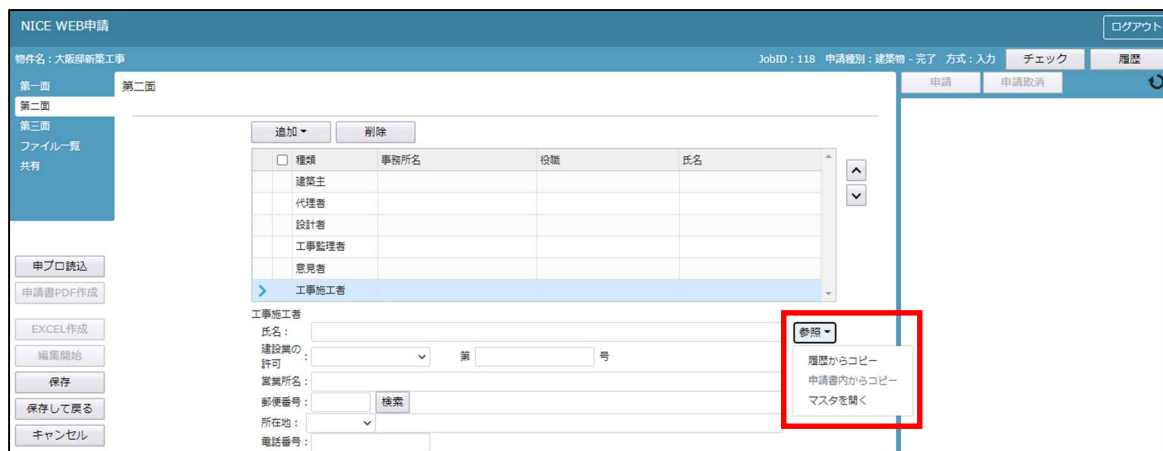 NICE WEB申請
ログアウト
物件名：大阪邸新築工事
JobID：118 申請種別：建築物 - 完了 方式：入力
チェック
履歴
第一面
第二面
第三面
ファイル一覧
共有
申プロ読込
申請書PDF作成
EXCEL作成
編集開始
保存
保存して戻る
キャンセル
第二面
追加
削除
種類 事務所名 役職 氏名
建築主
代理者
設計者
工事監理者
意見者
工事施工者
工事施工者
氏名：
建設業の許可： 第 号
営業所名：
郵便番号： 検索
所在地：
電話番号：
参照
履歴からコピー
申請書内からコピー
マスタを開く
申請
申請取消